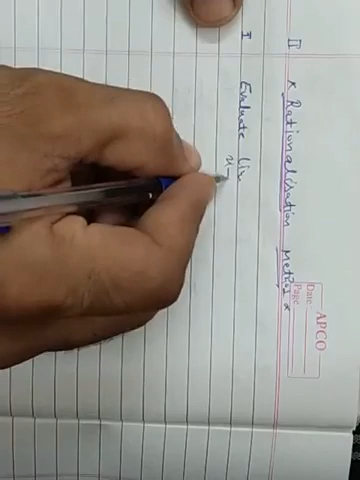 APCO
Date
Page
II × Rationalisation Method ×
I Evaluate lim
x-